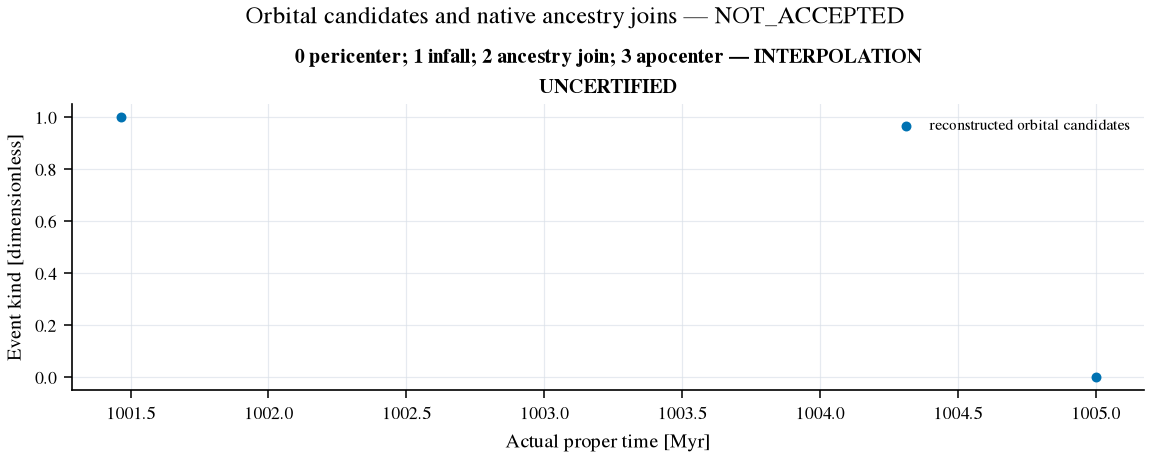 Orbital candidates and native ancestry joins — NOT_ACCEPTED
0 pericenter; 1 infall; 2 ancestry join; 3 apocenter — INTERPOLATION
UNCERTIFIED
reconstructed orbital candidates
Event kind [dimensionless]
1.0
0.8
0.6
0.4
0.2
0.0
1001.5 1002.0 1002.5 1003.0 1003.5 1004.0 1004.5 1005.0
Actual proper time [Myr]